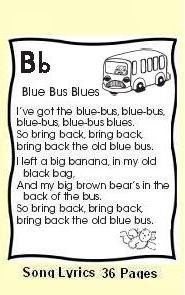 Bb
Blue Bus Blues
I've got the blue-bus, blue-bus,
blue-bus, blue-bus blues.
So bring back, bring back,
bring back the old blue bus.
I left a big banana, in my old
black bag,
And my big brown bear's in the
back of the bus.
So bring back, bring back,
bring back the old blue bus.
Song Lyrics 36 Pages